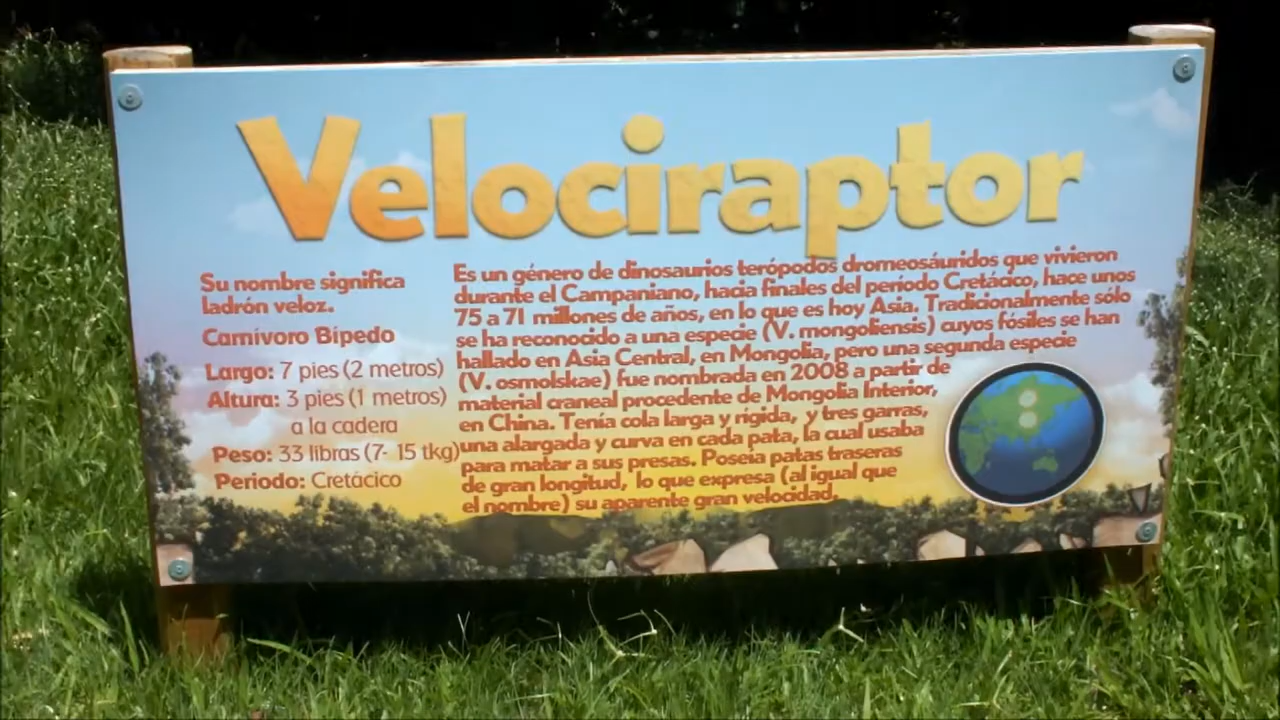 Velociraptor
Su nombre significa
ladrón veloz.
Carnívoro Bípedo
Largo: 7 pies (2 metros)
Altura: 3 pies (1 metros)
a la cadera
Peso: 33 libras (7- 15 tkg)
Periodo: Cretácico
Es un género de dinosaurios terópodos dromeosáuridos que vivieron
durante el Campaniano, hacia finales del período Cretácico, hace unos
75 a 71 millones de años, en lo que es hoy Asia. Tradicionalmente sólo
se ha reconocido a una especie (V. mongoliensis) cuyos fósiles se han
hallado en Asia Central, en Mongolia, pero una segunda especie
(V. osmolskae) fue nombrada en 2008 a partir de
material craneal procedente de Mongolia Interior,
en China. Tenía cola larga y rígida, y tres garras,
una alargada y curva en cada pata, la cual usaba
para matar a sus presas. Poseía patas traseras
de gran longitud, lo que expresa (al igual que
el nombre) su aparente gran velocidad.